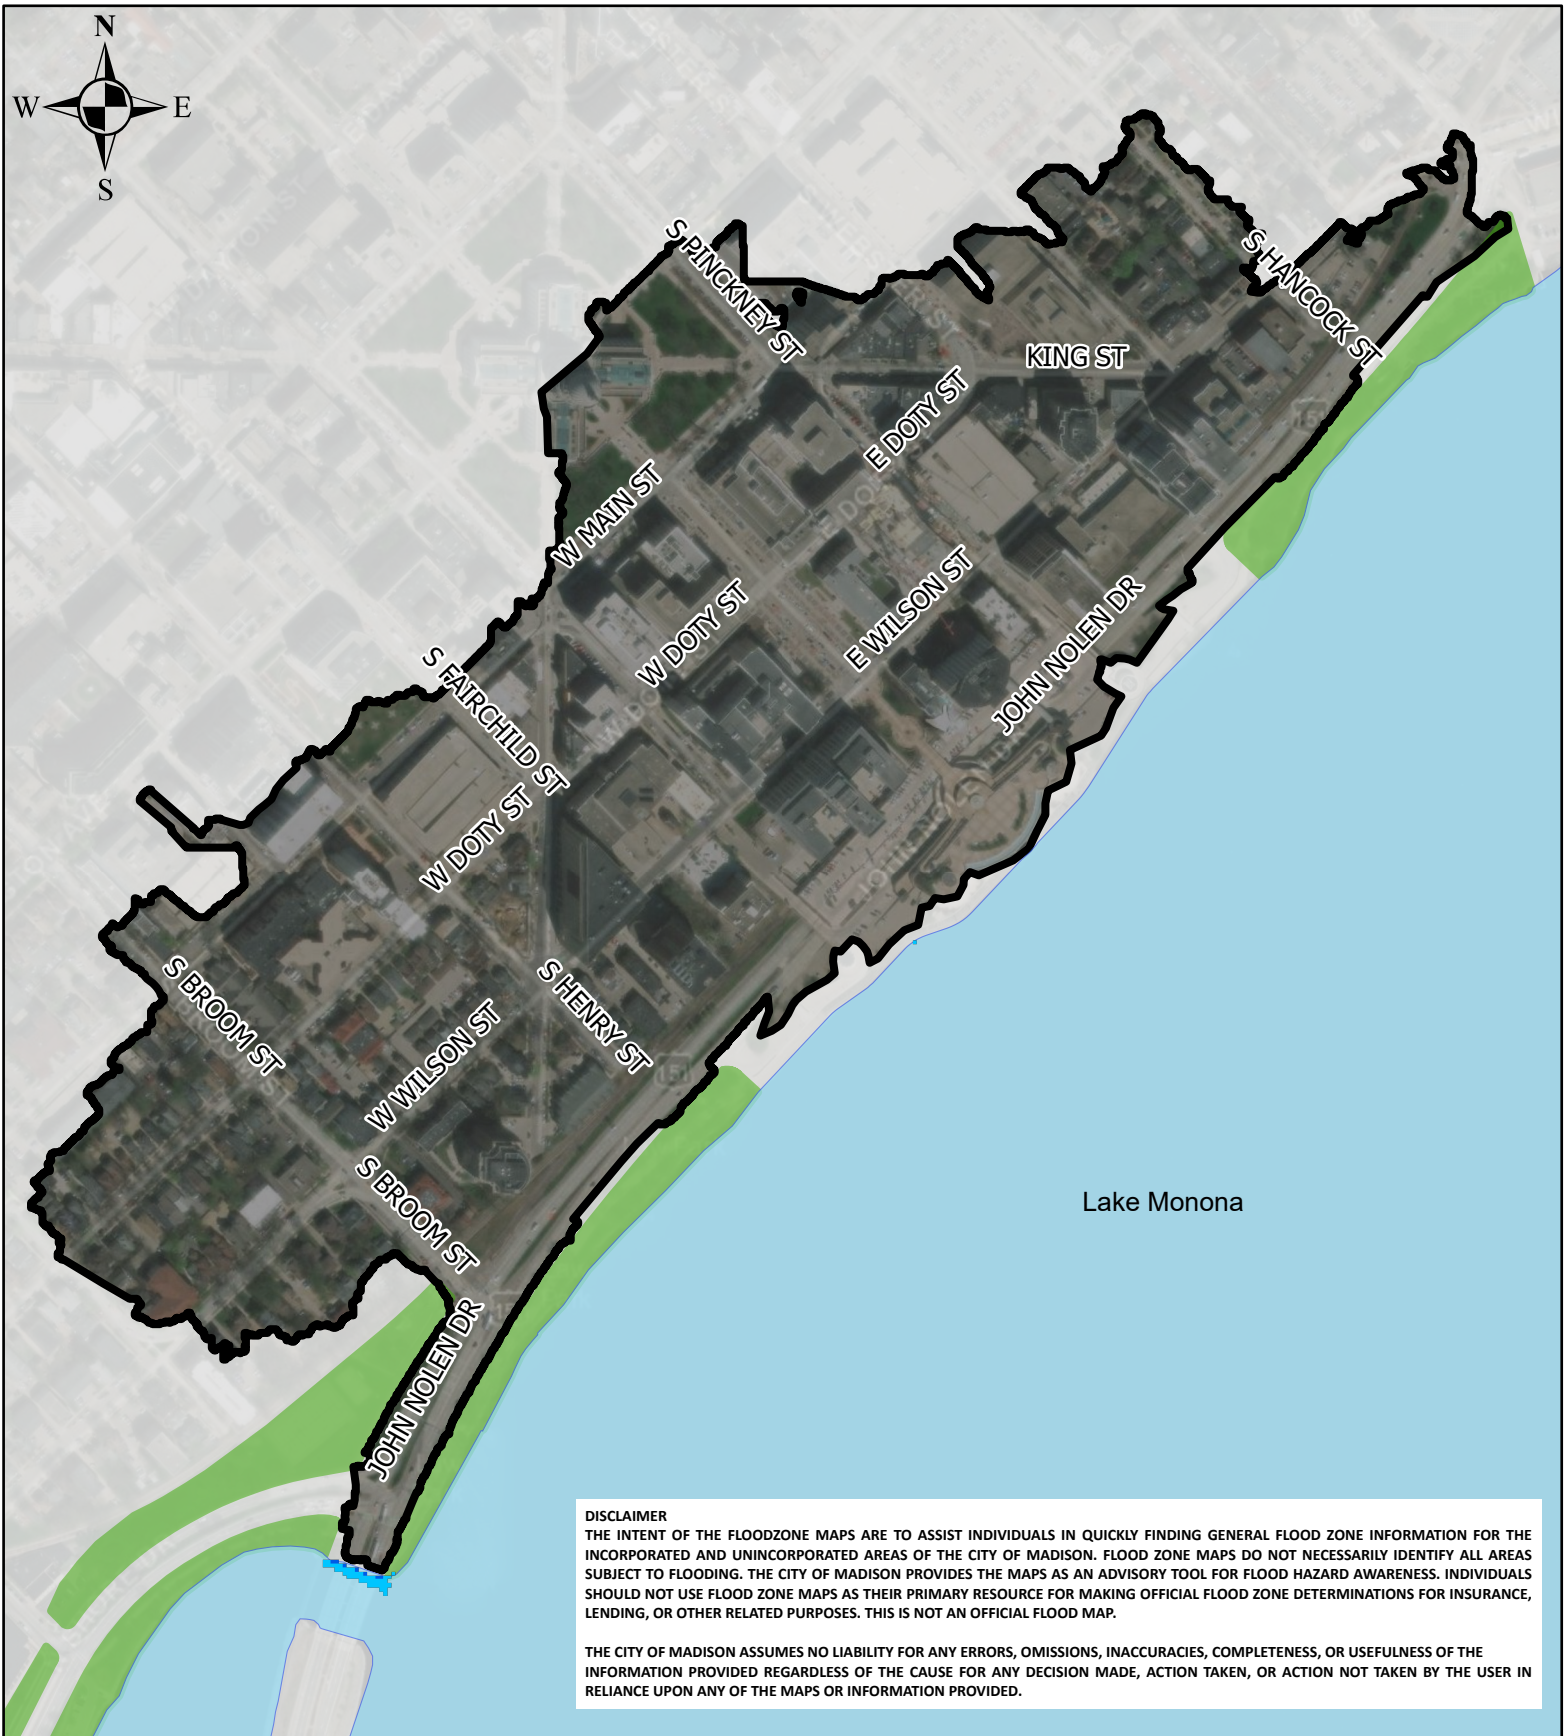 N
W E
S
S PINCKNEY ST
S HANCOCK ST
KING ST
E DOTY ST
W MAIN ST
W DOTY ST
E WILSON ST
JOHN NOLEN DR
S FAIRCHILD ST
W DOTY ST
S BROOM ST
S HENRY ST
W WILSON ST
151
S BROOM ST
Lake Monona
JOHN NOLEN DR
DISCLAIMER
THE INTENT OF THE FLOODZONE MAPS ARE TO ASSIST INDIVIDUALS IN QUICKLY FINDING GENERAL FLOOD ZONE INFORMATION FOR THE
INCORPORATED AND UNINCORPORATED AREAS OF THE CITY OF MADISON. FLOOD ZONE MAPS DO NOT NECESSARILY IDENTIFY ALL AREAS
SUBJECT TO FLOODING. THE CITY OF MADISON PROVIDES THE MAPS AS AN ADVISORY TOOL FOR FLOOD HAZARD AWARENESS. INDIVIDUALS
SHOULD NOT USE FLOOD ZONE MAPS AS THEIR PRIMARY RESOURCE FOR MAKING OFFICIAL FLOOD ZONE DETERMINATIONS FOR INSURANCE,
LENDING, OR OTHER RELATED PURPOSES. THIS IS NOT AN OFFICIAL FLOOD MAP.
THE CITY OF MADISON ASSUMES NO LIABILITY FOR ANY ERRORS, OMISSIONS, INACCURACIES, COMPLETENESS, OR USEFULNESS OF THE
INFORMATION PROVIDED REGARDLESS OF THE CAUSE FOR ANY DECISION MADE, ACTION TAKEN, OR ACTION NOT TAKEN BY THE USER IN
RELIANCE UPON ANY OF THE MAPS OR INFORMATION PROVIDED.